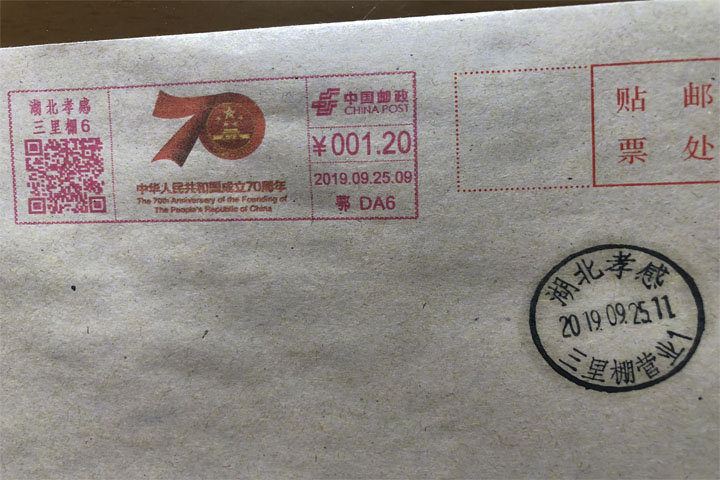 湖北孝感
三里棚6
70
中华人民共和国成立70周年
The 70th Anniversary of the Founding of
The People's Republic of China
中国邮政
CHINA POST
¥001.20
2019.09.25.09
鄂 DA6
贴 邮
票 处
湖北孝感
2019.09.25.11
三里棚营业1